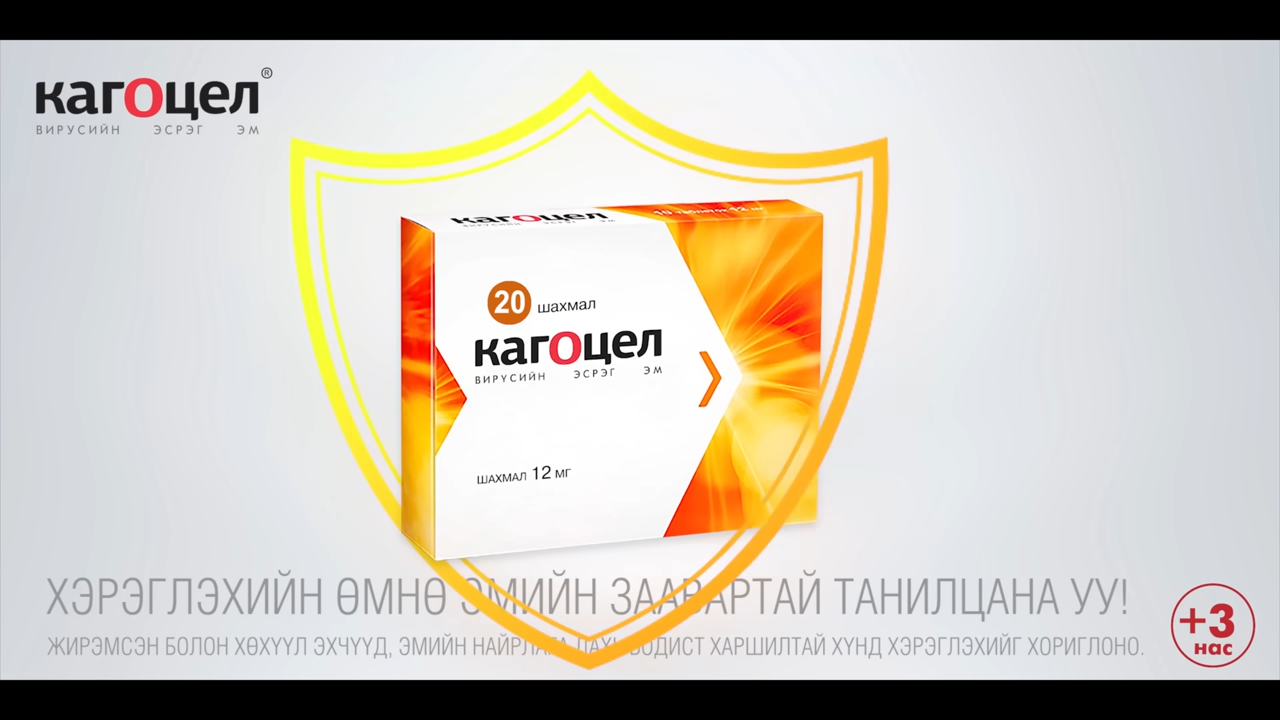 кагоцел®
ВИРУСИЙН ЭСРЭГ ЭМ
кагоцел
ВИРУСИЙН ЭСРЭГ ЭМ
20 шахмал
кагоцел
ВИРҮСИЙН ЭСРЭГ ЭМ
ШАХМАЛ 12 мг
ХЭРЭГЛЭХИЙН ӨМНӨ ЭМИЙН ЗААВАРТАЙ ТАНИЛЦАНА УУ!
ЖИРЭМСЭН БОЛОН ХӨХҮҮЛ ЭХЧҮҮД, ЭМИЙН НАЙРЛАГА ДАХЬ БОДИСТ ХАРШИЛТАЙ ХҮНД ХЭРЭГЛЭХИЙГ ХОРИГЛОНО.
+3
нас